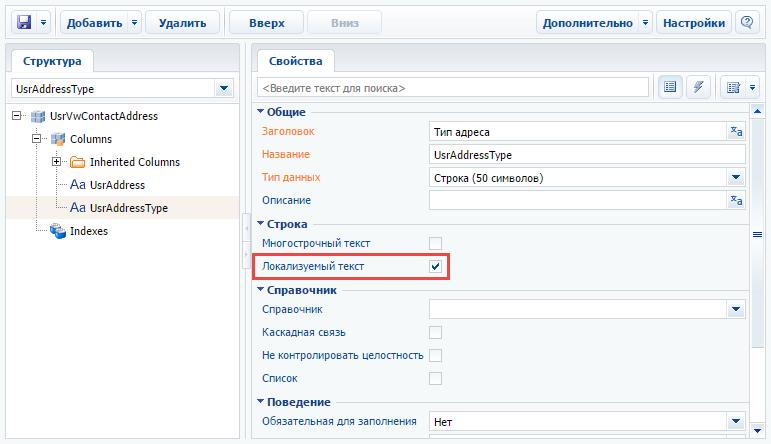 Добавить Удалить Вверх Вниз Дополнительно Настройки
Структура
UsrAddressType
UsrVwContactAddress
Columns
Inherited Columns
Aa UsrAddress
Aa UsrAddressType
Indexes
Свойства
<Введите текст для поиска>
Общие
Заголовок Тип адреса
Название UsrAddressType
Тип данных Строка (50 символов)
Описание
Строка
Многострочный текст
Локализуемый текст
Справочник
Справочник
Каскадная связь
Не контролировать целостность
Список
Поведение
Обязательная для заполнения Нет